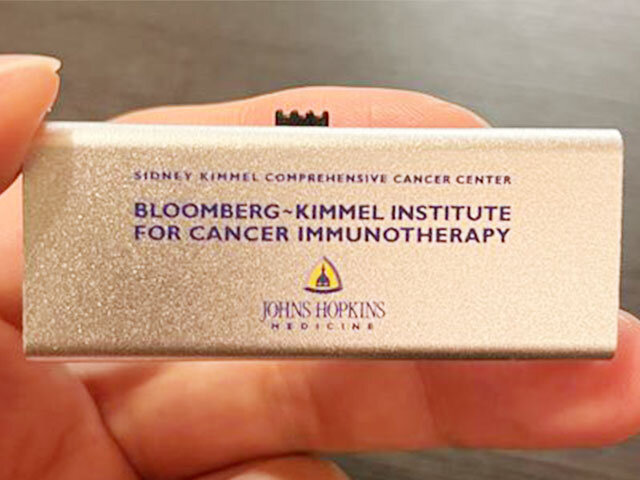 SIDNEY KIMMEL COMPREHENSIVE CANCER CENTER
BLOOMBERG~KIMMEL INSTITUTE
FOR CANCER IMMUNOTHERAPY
JOHNS HOPKINS
MEDICINE